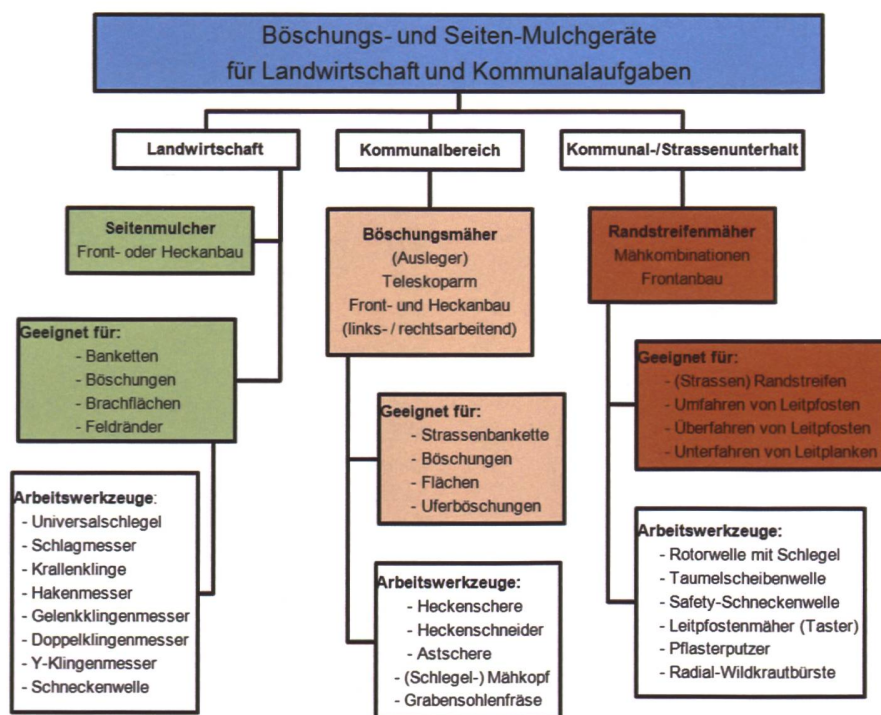 Böschungs- und Seiten-Mulchgeräte
für Landwirtschaft und Kommunalaufgaben
Landwirtschaft
Kommunalbereich
Kommunal-/Strassenunterhalt
Seitenmulcher
Front- oder Heckanbau
Geeignet für:
- Banketten
- Böschungen
- Brachflächen
- Feldränder
Arbeitswerkzeuge:
- Universalschlegel
- Schlagmesser
- Krallenklinge
- Hakenmesser
- Gelenkklingenmesser
- Doppelklingenmesser
- Y-Klingenmesser
- Schneckenwelle
Böschungsmäher
(Ausleger)
Teleskoparm
Front- und Heckanbau
(links- / rechtsarbeitend)
Geeignet für:
- Strassenbankette
- Böschungen
- Flächen
- Uferböschungen
Arbeitswerkzeuge:
- Heckenschere
- Heckenschneider
- Astschere
- (Schlegel-) Mähkopf
- Grabensohlenfräse
Randstreifenmäher
Mähkombinationen
Frontanbau
Geeignet für:
- (Strassen) Randstreifen
- Umfahren von Leitpfosten
- Überfahren von Leitpfosten
- Unterfahren von Leitplanken
Arbeitswerkzeuge:
- Rotorwelle mit Schlegel
- Taumelscheibenwelle
- Safety-Schneckenwelle
- Leitpfostenmäher (Taster)
- Pflasterputzer
- Radial-Wildkrautbürste